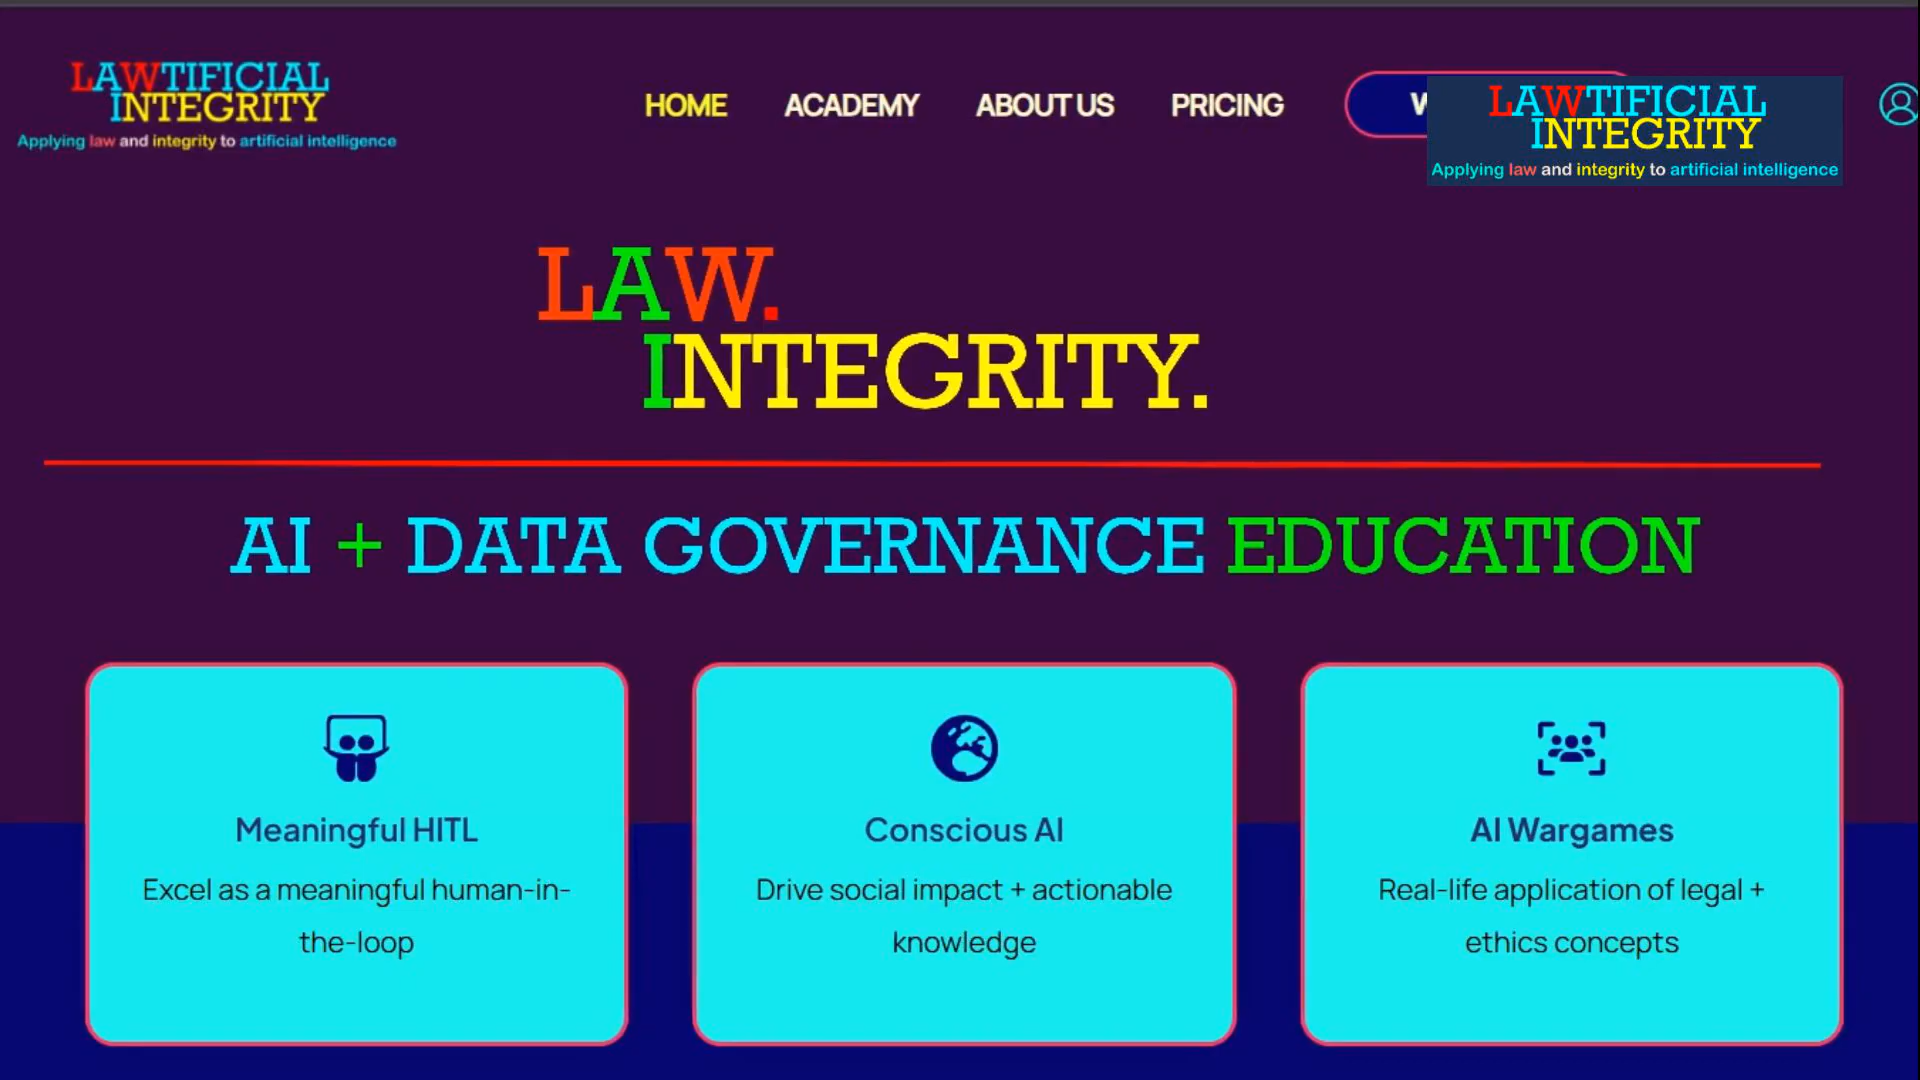 LAWTIFICIAL
INTEGRITY
Applying law and integrity to artificial intelligence
HOME ACADEMY ABOUT US PRICING
LAWTIFICIAL
INTEGRITY
Applying law and integrity to artificial intelligence
LAW.
INTEGRITY.
AI + DATA GOVERNANCE EDUCATION
Meaningful HITL
Excel as a meaningful human-in-
the-loop
Conscious AI
Drive social impact + actionable
knowledge
AI Wargames
Real-life application of legal +
ethics concepts